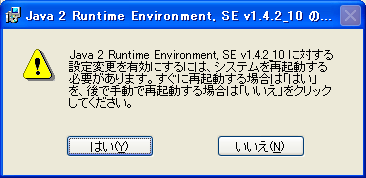 Java 2 Runtime Environment, SE v1.4.2_10 の...
Java 2 Runtime Environment, SE v1.4.2_10 に対する
設定変更を有効にするには、システムを再起動する
必要があります。すぐに再起動する場合は「はい」
を、後で手動で再起動する場合は「いいえ」をクリック
してください。
はい(Y) いいえ(N)